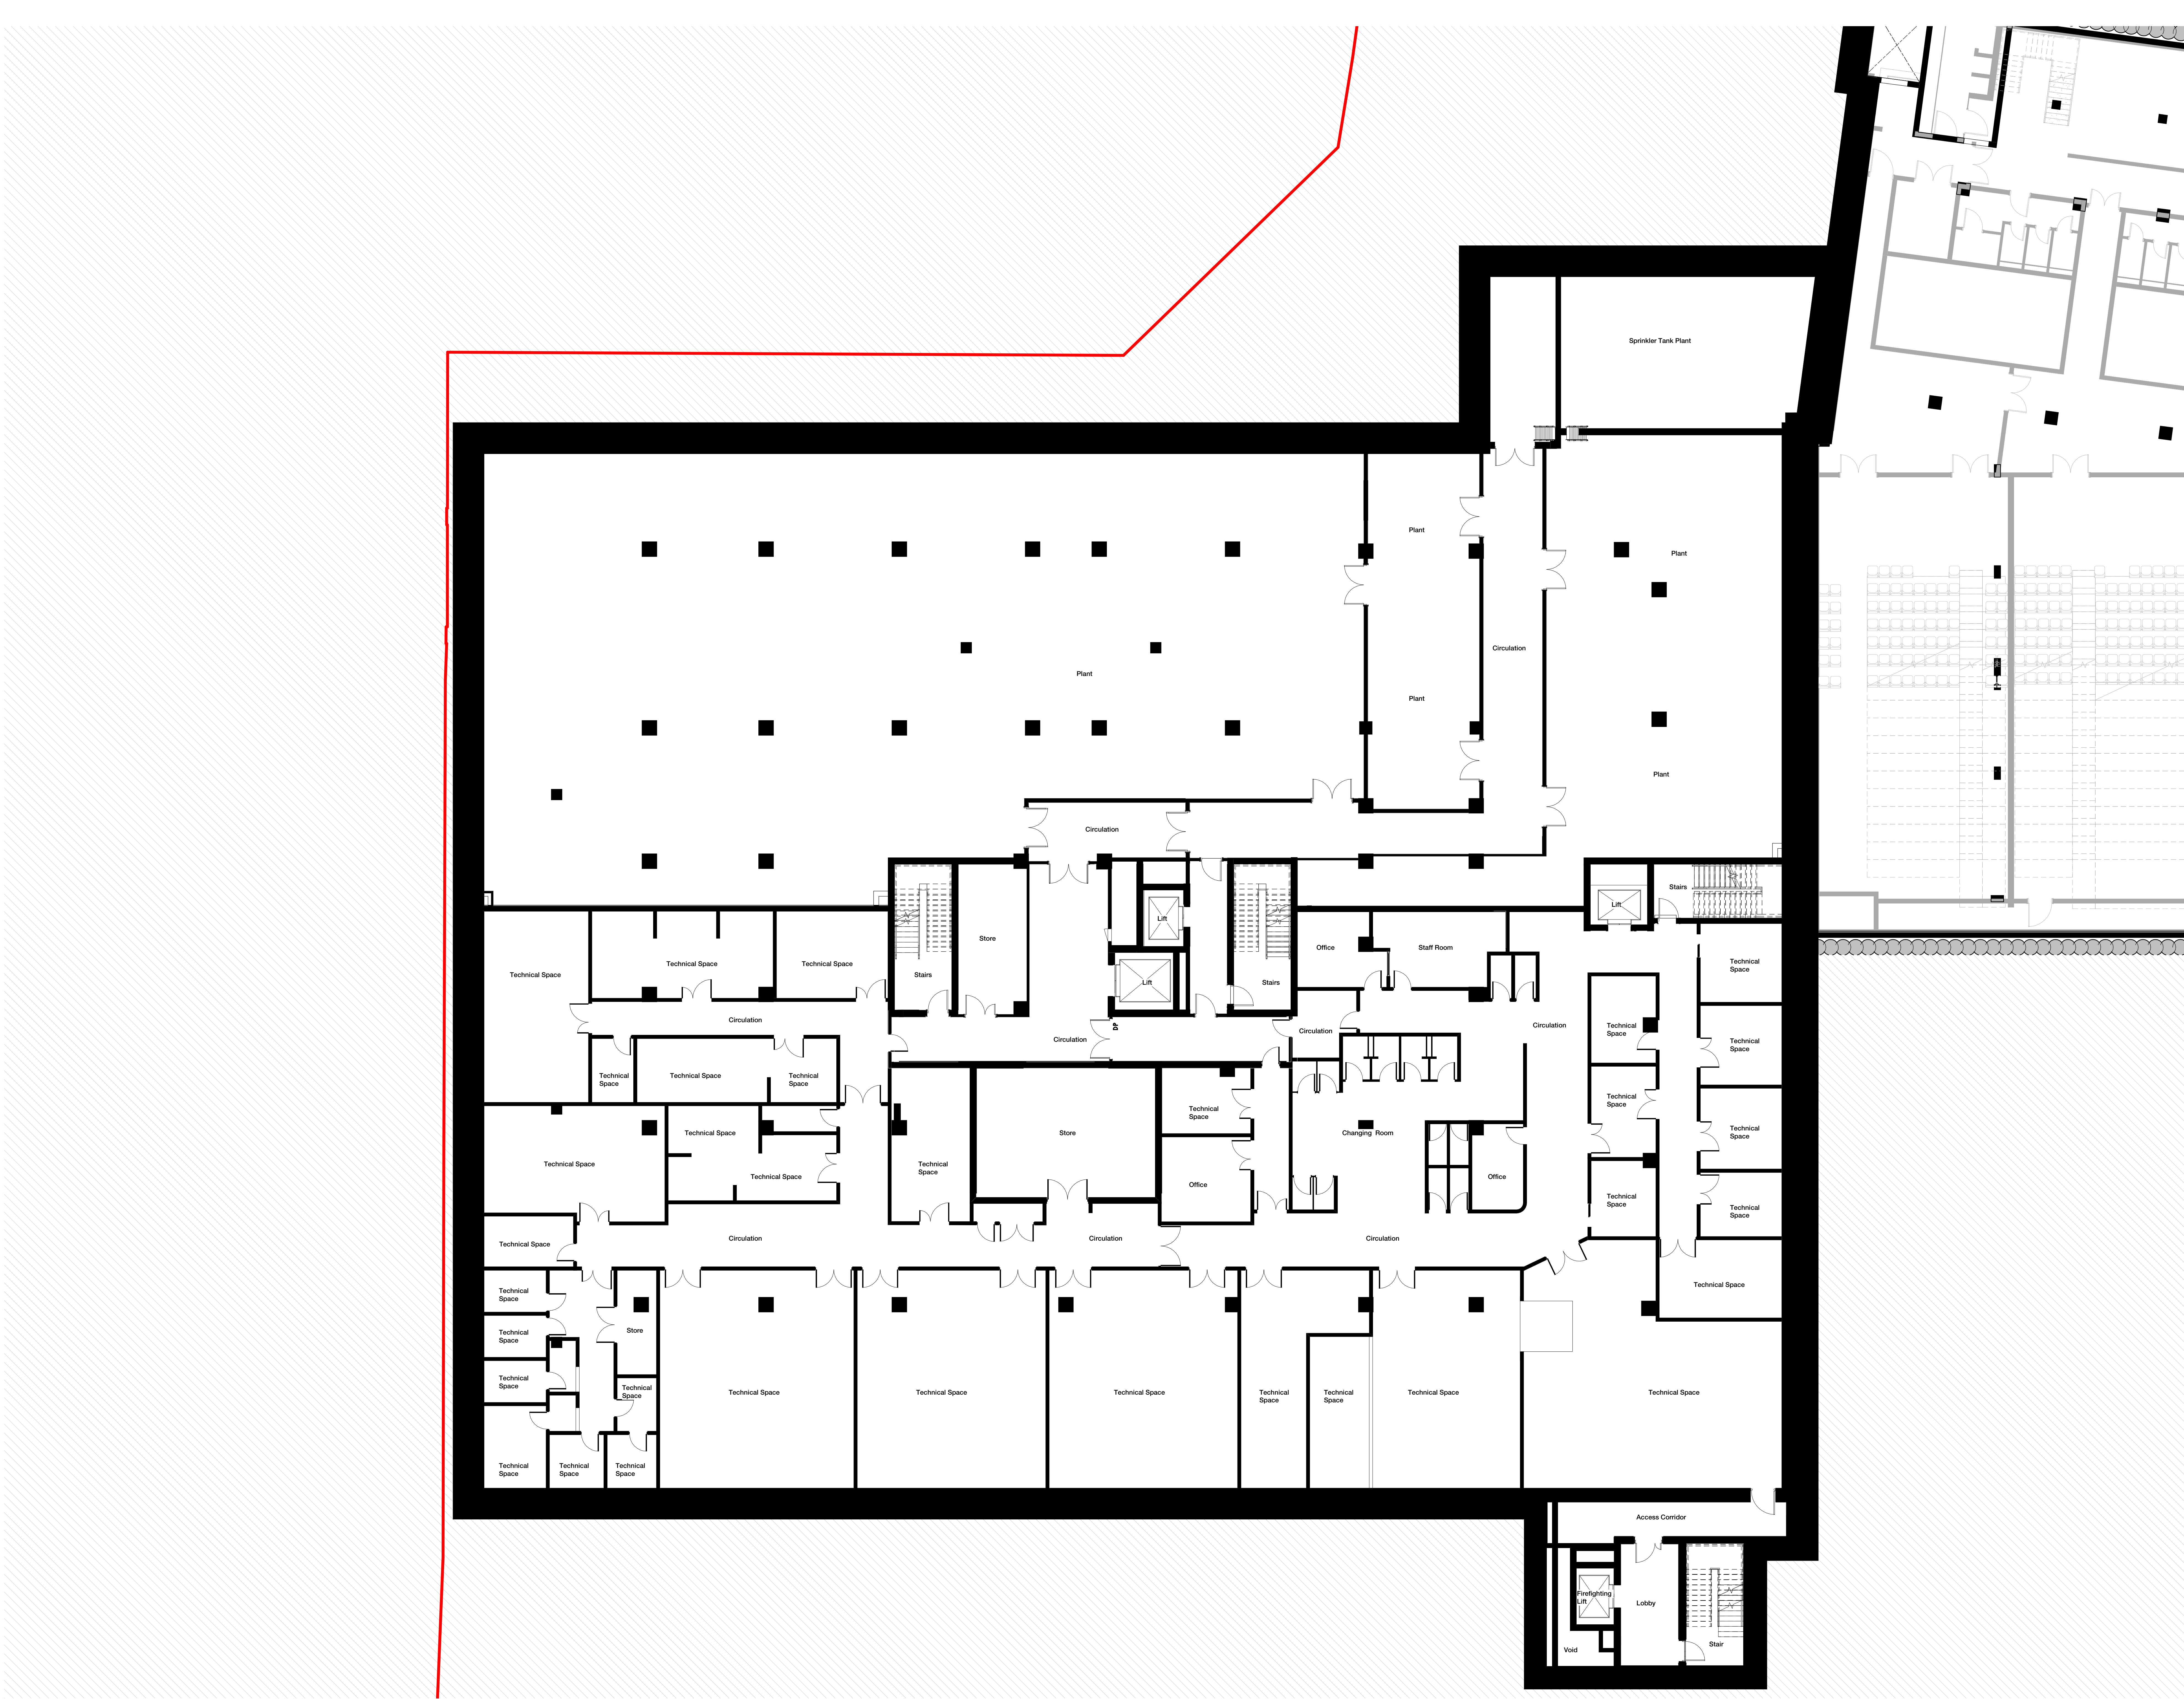 Sprinkler Tank Plant
Plant
Plant
Circulation
Plant
Plant
Plant
Circulation
Stairs
Lift
Lift
Store
Office
Staff Room
Technical
Space
Technical Space
Technical Space
Technical Space
Stairs
Lift
Stairs
Circulation
DP
Circulation
Circulation
Circulation
Technical
Space
Technical
Space
Technical
Space
Technical Space
Technical
Space
Technical
Space
Technical
Space
Technical Space
Store
Changing Room
Technical
Space
Technical Space
Technical Space
Technical
Space
Office
Office
Technical
Space
Technical
Space
Technical Space
Circulation
Circulation
Circulation
Technical Space
Technical
Space
Technical
Space
Store
Technical
Space
Technical
Space
Technical Space
Technical Space
Technical Space
Technical
Space
Technical
Space
Technical Space
Technical Space
Technical
Space
Technical
Space
Technical
Space
Access Corridor
Firefighting
Lift
Lobby
Void
Stair